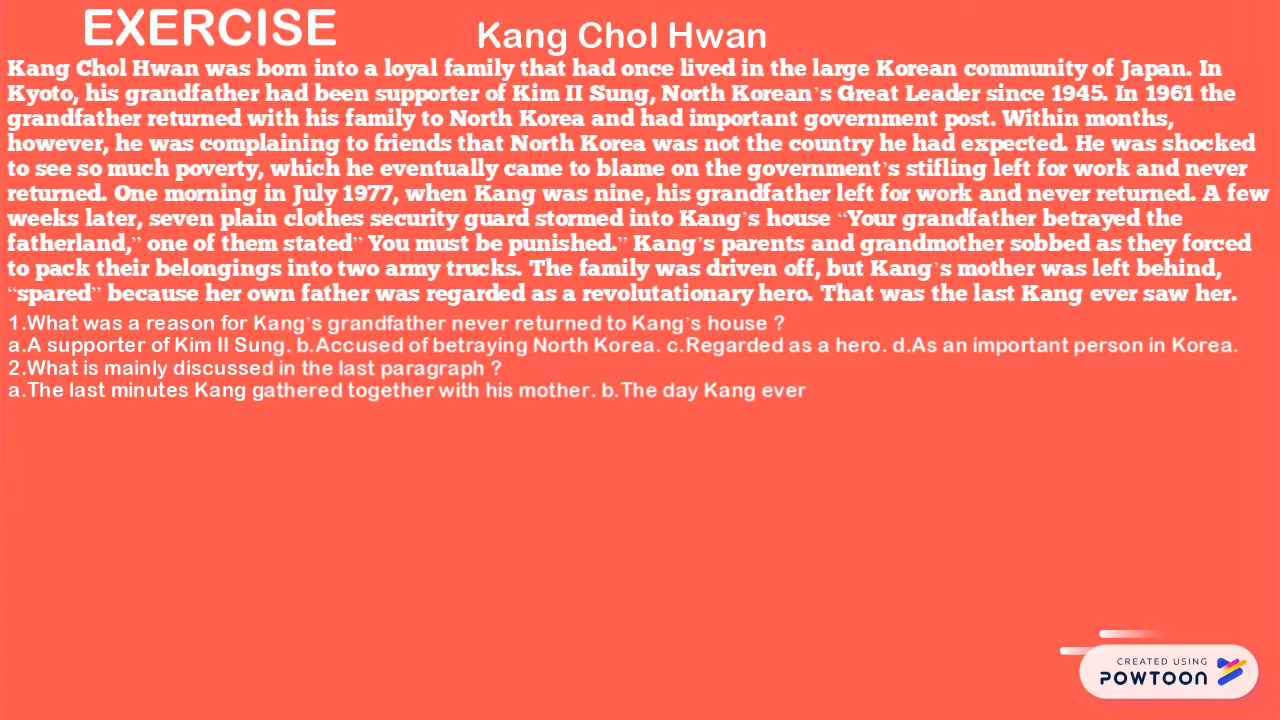 EXERCISE
Kang Chol Hwan
Kang Chol Hwan was born into a loyal family that had once lived in the large Korean community of Japan. In
Kyoto, his grandfather had been supporter of Kim II Sung, North Korean’s Great Leader since 1945. In 1961 the
grandfather returned with his family to North Korea and had important government post. Within months,
however, he was complaining to friends that North Korea was not the country he had expected. He was shocked
to see so much poverty, which he eventually came to blame on the government’s stifling left for work and never
returned. One morning in July 1977, when Kang was nine, his grandfather left for work and never returned. A few
weeks later, seven plain clothes security guard stormed into Kang’s house “Your grandfather betrayed the
fatherland,” one of them stated” You must be punished.” Kang’s parents and grandmother sobbed as they forced
to pack their belongings into two army trucks. The family was driven off, but Kang’s mother was left behind,
“spared” because her own father was regarded as a revolutationary hero. That was the last Kang ever saw her.
1.What was a reason for Kang’s grandfather never returned to Kang’s house ?
a.A supporter of Kim II Sung. b.Accused of betraying North Korea. c.Regarded as a hero. d.As an important person in Korea.
2.What is mainly discussed in the last paragraph ?
a.The last minutes Kang gathered together with his mother. b.The day Kang ever
CREATED USING
POWTOON